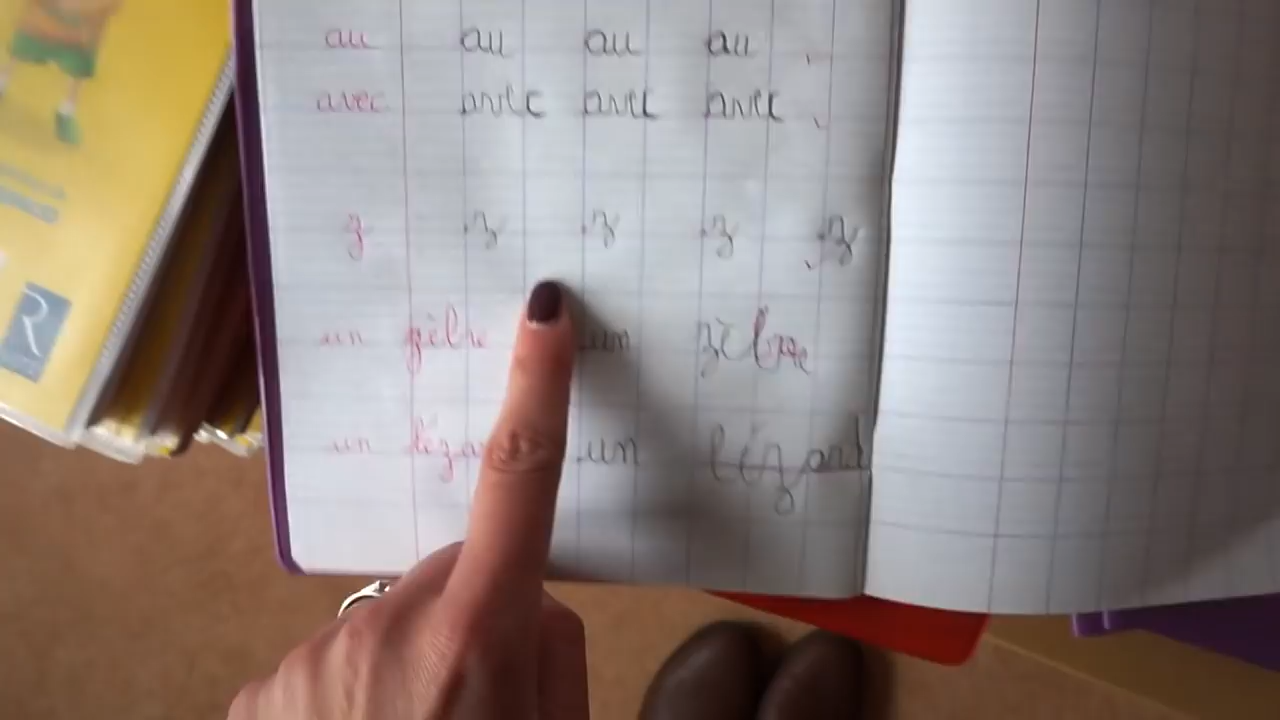 au au au au
avec avec avec avec
z z z z z
un zèbre un zèbre
un lézard un lézard
R